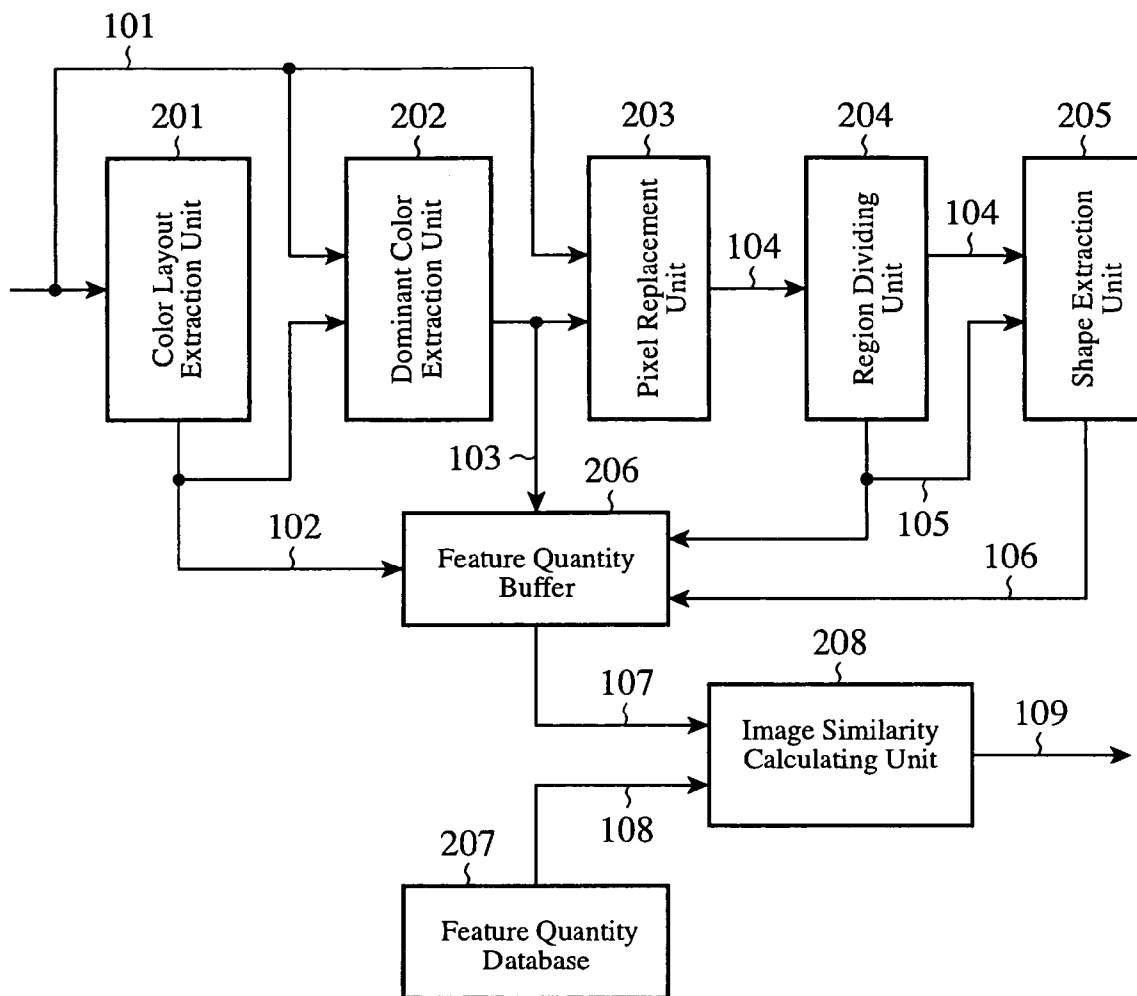 101
201
202
203
204
205
Color Layout
Extraction Unit
Dominant Color
Extraction Unit
Pixel Replacement
Unit
Region Dividing
Unit
Shape Extraction
Unit
104
104
103
206
105
102
106
Feature Quantity
Buffer
208
107
109
Image Similarity
Calculating Unit
108
207
Feature Quantity
Database